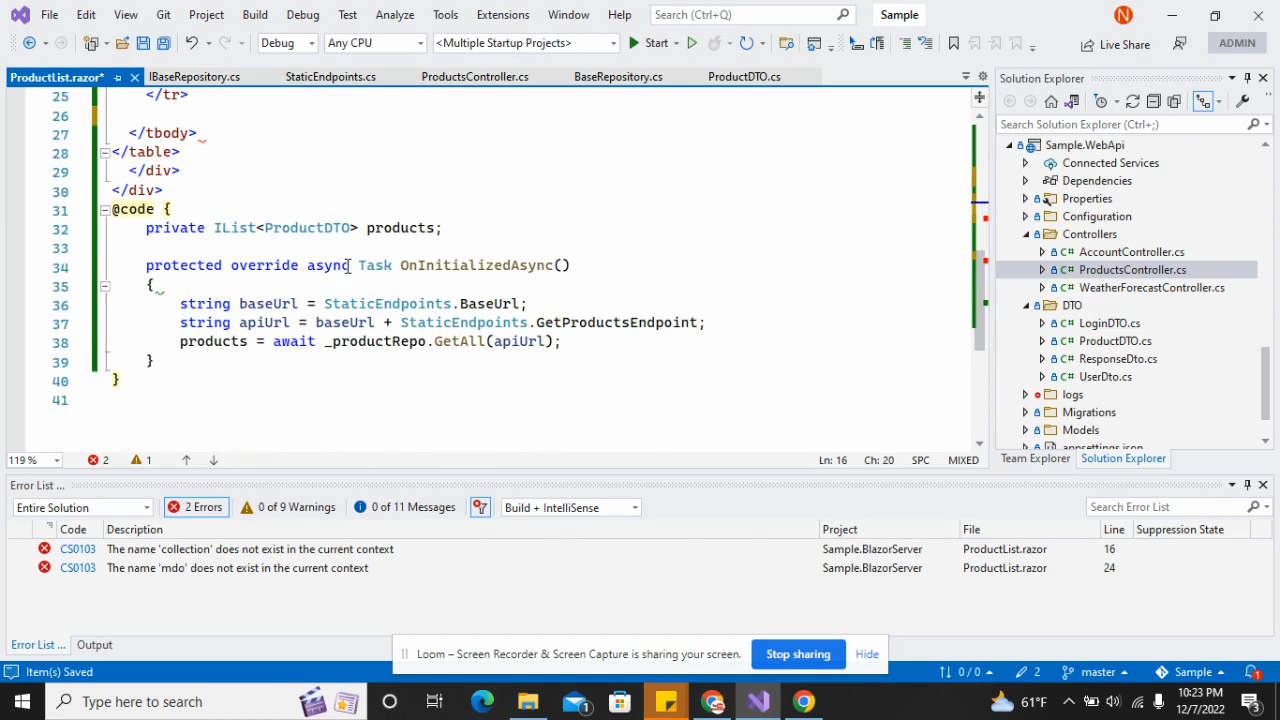 File Edit View Git Project Build Debug Test Analyze Tools Extensions Window Help Search (Ctrl+Q) Sample N
Debug Any CPU <Multiple Startup Projects> Start Live Share ADMIN
ProductList.razor* IBaseRepository.cs StaticEndpoints.cs ProductsController.cs BaseRepository.cs ProductDTO.cs
25 </tr>
26
27 </tbody>
28 </table>
29 </div>
30 </div>
31 @code {
32 private IList<ProductDTO> products;
33
34 protected override async Task OnInitializedAsync()
35 {
36 string baseUrl = StaticEndpoints.BaseUrl;
37 string apiUrl = baseUrl + StaticEndpoints.GetProductsEndpoint;
38 products = await _productRepo.GetAll(apiUrl);
39 }
40 }
41
119 % 2 1 Ln: 16 Ch: 20 SPC MIXED
Solution Explorer
Search Solution Explorer (Ctrl+;)
Sample.WebApi
Connected Services
Dependencies
Properties
Configuration
Controllers
C# AccountController.cs
C# ProductsController.cs
C# WeatherForecastController.cs
DTO
C# LoginDTO.cs
C# ProductDTO.cs
C# ResponseDto.cs
C# UserDto.cs
logs
Migrations
Models
appsettings.json
Team Explorer Solution Explorer
Error List ...
Entire Solution 2 Errors 0 of 9 Warnings 0 of 11 Messages Build + IntelliSense Search Error List
Code Description Project File Line Suppression State
CS0103 The name 'collection' does not exist in the current context Sample.BlazorServer ProductList.razor 16
CS0103 The name 'mdo' does not exist in the current context Sample.BlazorServer ProductList.razor 24
Error List ... Output
Loom – Screen Recorder & Screen Capture is sharing your screen. Stop sharing Hide
Item(s) Saved 0 / 0 2 master Sample 1
Type here to search 1 61°F 10:23 PM
12/7/2022 3